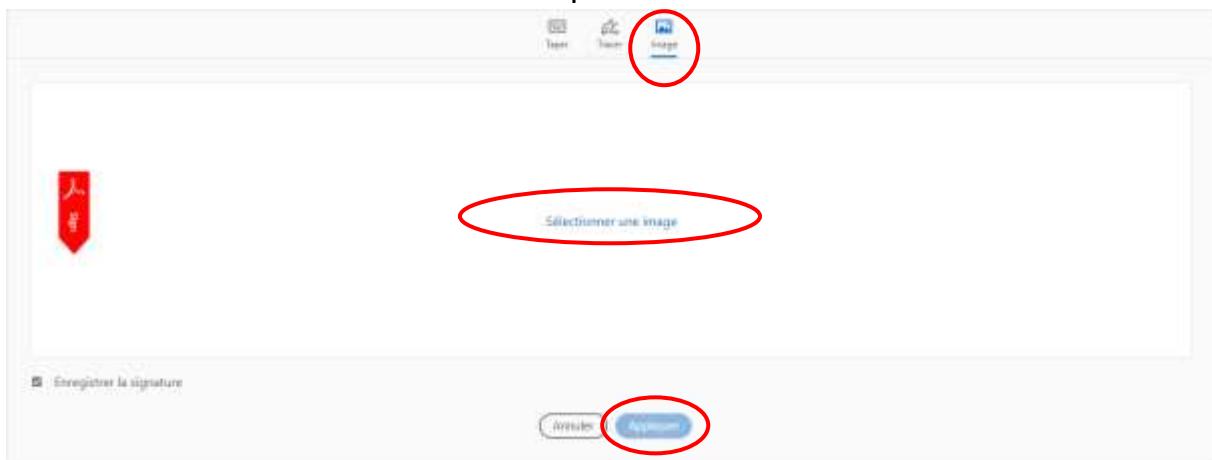 Taper Tracer Image
Sélectionner une image
Enregistrer la signature
Annuler Appliquer